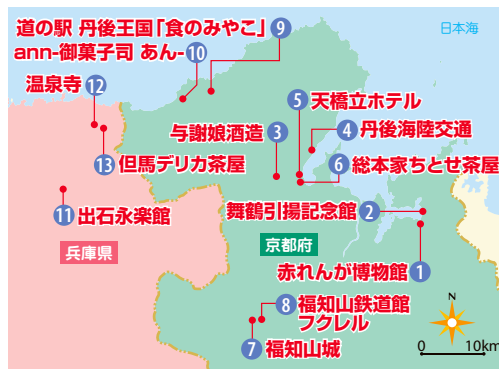 道の駅 丹後王国「食のみやこ」 9
ann-御菓子司 あん- 10
日本海
温泉寺 12
5 天橋立ホテル
与謝娘酒造 3
4 丹後海陸交通
13 但馬デリカ茶屋
6 総本家ちとせ茶屋
11 出石永楽館
舞鶴引揚記念館 2
兵庫県
京都府
赤れんが博物館 1
8 福知山鉄道館
フクレル
7 福知山城
N
0 10km